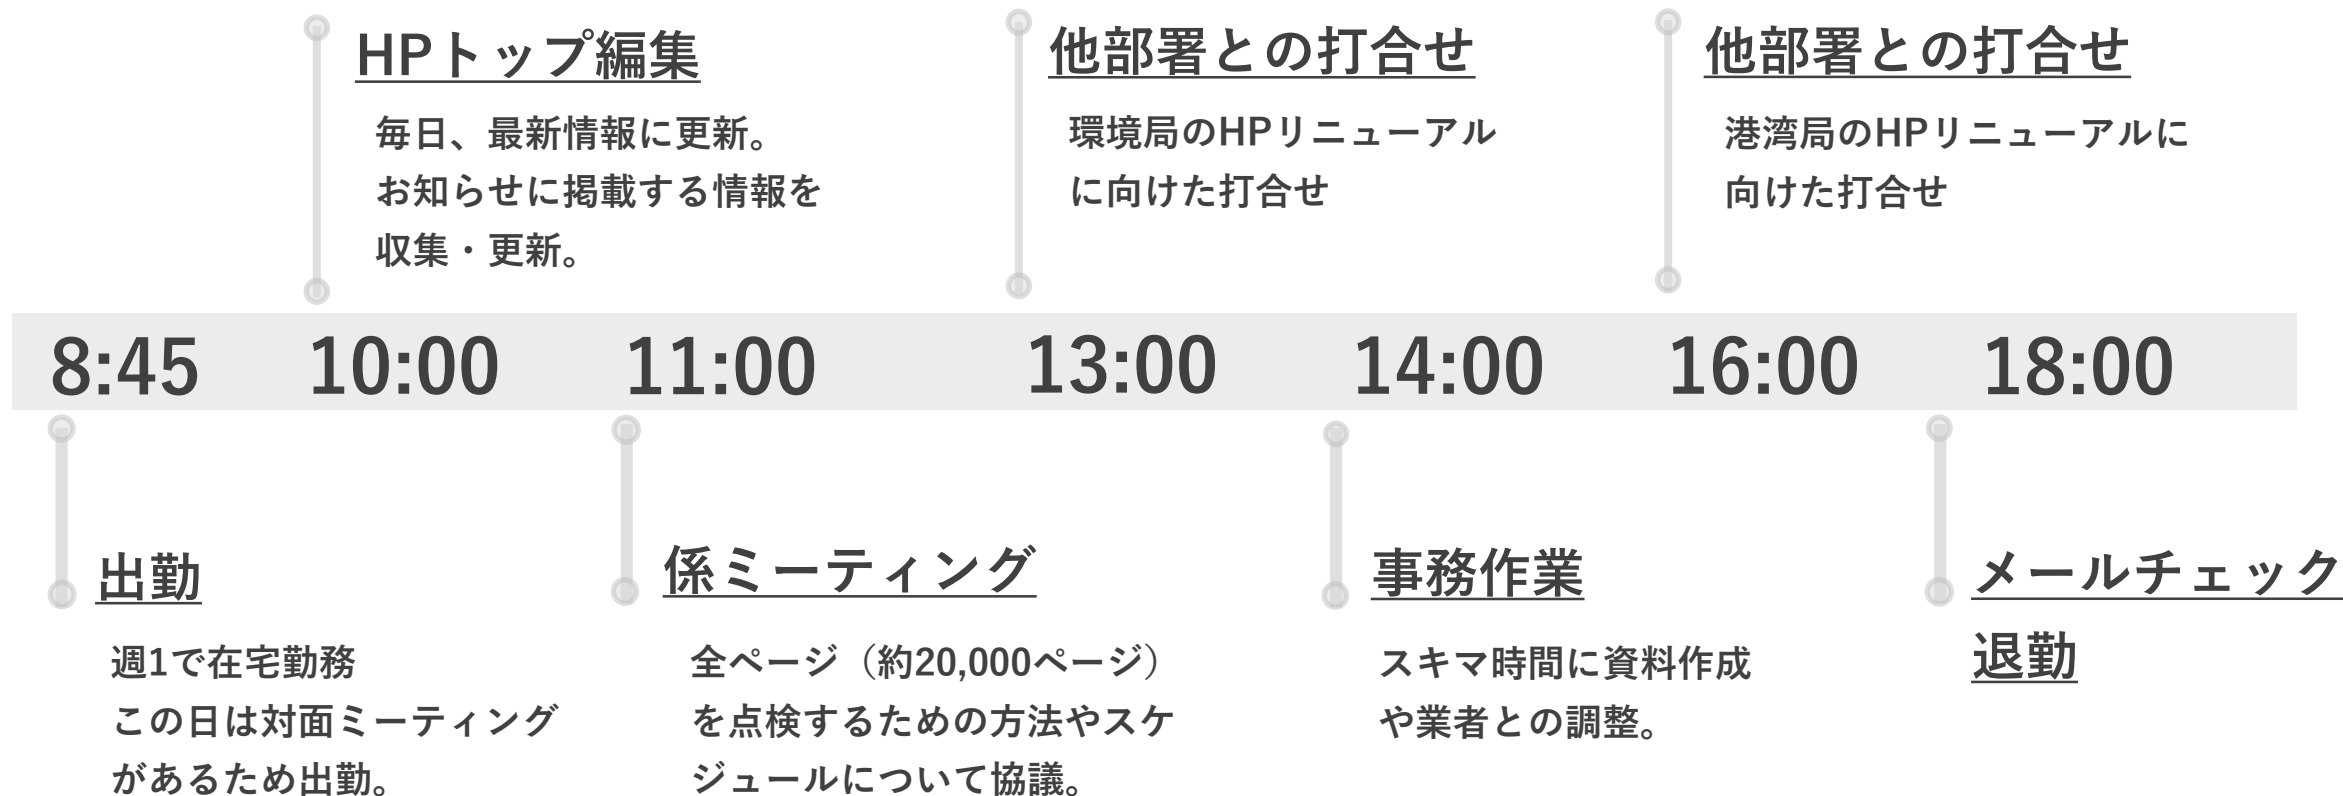 HPトップ編集
毎日、最新情報に更新。
お知らせに掲載する情報を
収集・更新。
他部署との打合せ
環境局のHPリニューアル
に向けた打合せ
他部署との打合せ
港湾局のHPリニューアルに
向けた打合せ
8:45 10:00 11:00 13:00 14:00 16:00 18:00
出勤
週1で在宅勤務
この日は対面ミーティング
があるため出勤。
係ミーティング
全ページ（約20,000ページ）
を点検するための方法やスケ
ジュールについて協議。
事務作業
スキマ時間に資料作成
や業者との調整。
メールチェック
退勤